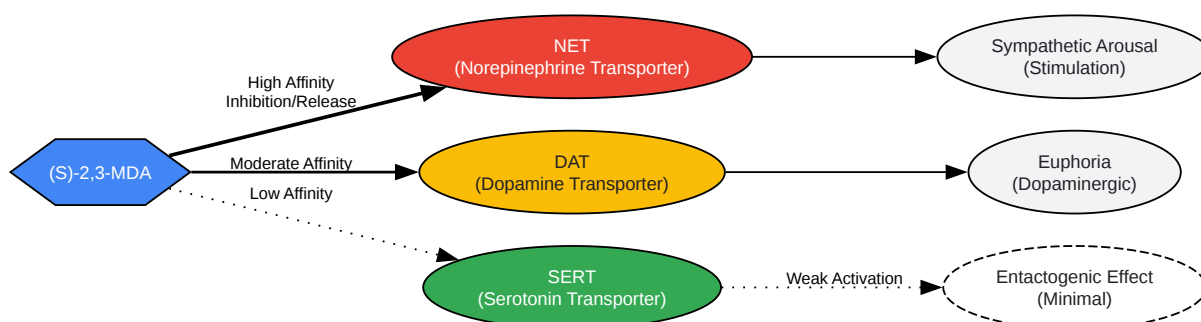 NET
(Norepinephrine Transporter)
Sympathetic Arousal
(Stimulation)
High Affinity
Inhibition/Release
(S)-2,3-MDA
Moderate Affinity
DAT
(Dopamine Transporter)
Euphoria
(Dopaminergic)
Low Affinity
SERT
(Serotonin Transporter)
Weak Activation
Entactogenic Effect
(Minimal)